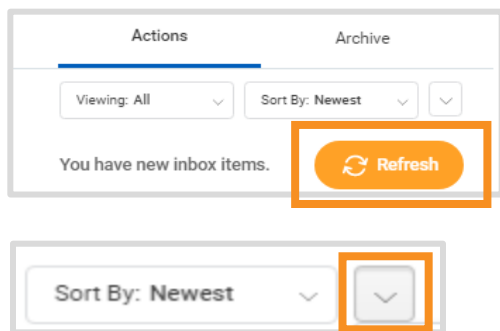 Actions Archive
Viewing: All Sort By: Newest
You have new inbox items. Refresh
Sort By: Newest